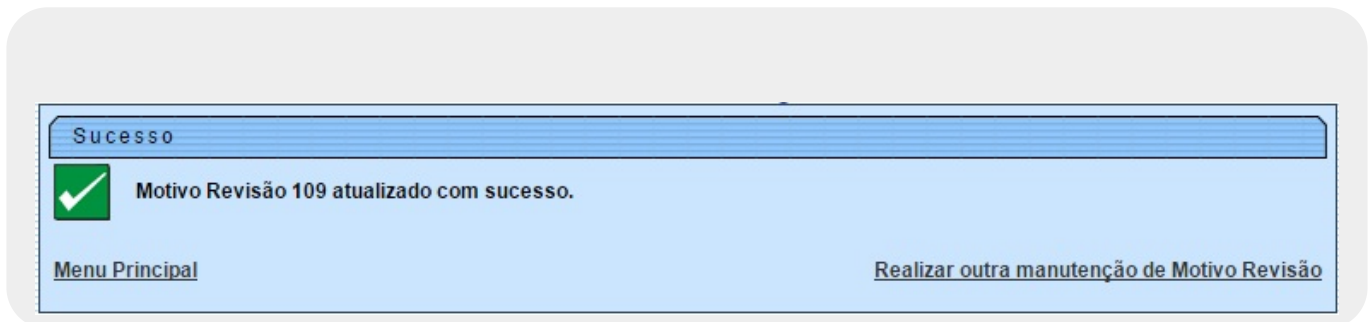 Sucesso
Motivo Revisão 109 atualizado com sucesso.
Menu Principal
Realizar outra manutenção de Motivo Revisão